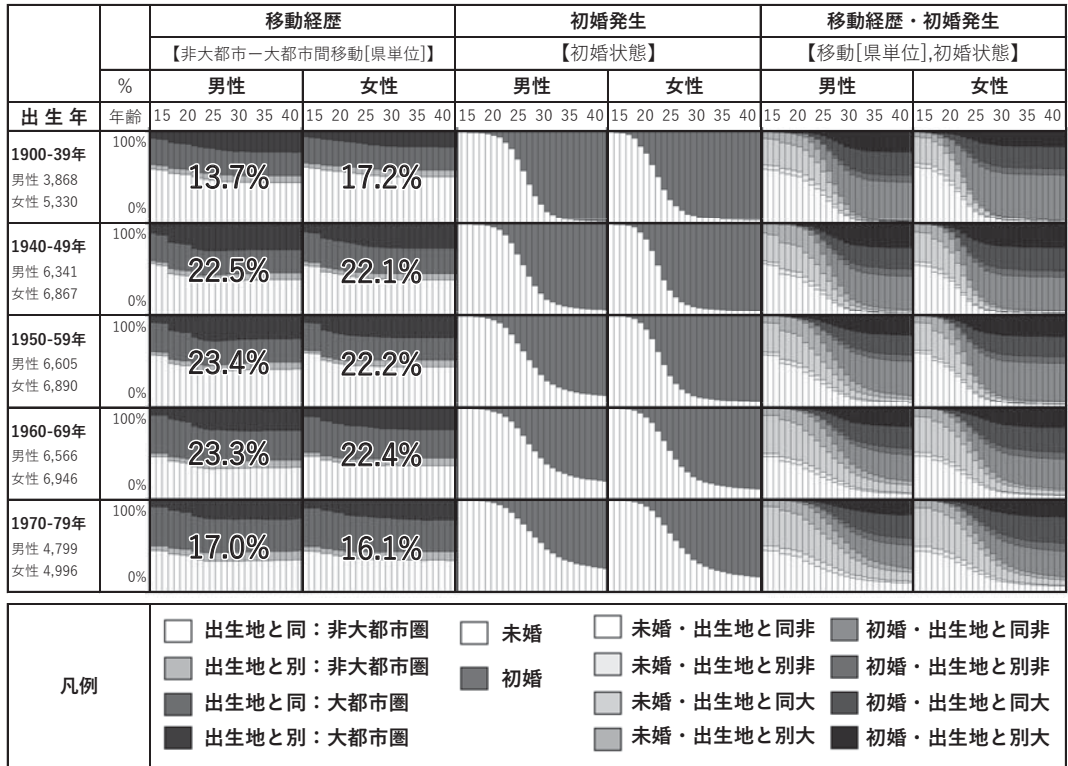 移動経歴 初婚発生 移動経歴・初婚発生
【非大都市ー大都市間移動[県単位]】 【初婚状態】 【移動[県単位],初婚状態】
% 男性 女性 男性 女性 男性 女性
出生年 年齢 15 20 25 30 35 40 15 20 25 30 35 40 15 20 25 30 35 40 15 20 25 30 35 40 15 20 25 30 35 40 15 20 25 30 35 40
100%
1900-39年
男性 3,868 13.7% 17.2%
女性 5,330
0%
100%
1940-49年
男性 6,341 22.5% 22.1%
女性 6,867
0%
100%
1950-59年
男性 6,605 23.4% 22.2%
女性 6,890
0%
100%
1960-69年
男性 6,566 23.3% 22.4%
女性 6,946
0%
100%
1970-79年
男性 4,799 17.0% 16.1%
女性 4,996
0%
凡例
出生地と同：非大都市圏
出生地と別：非大都市圏
出生地と同：大都市圏
出生地と別：大都市圏
未婚
初婚
未婚・出生地と同非
未婚・出生地と別非
未婚・出生地と同大
未婚・出生地と別大
初婚・出生地と同非
初婚・出生地と別非
初婚・出生地と同大
初婚・出生地と別大